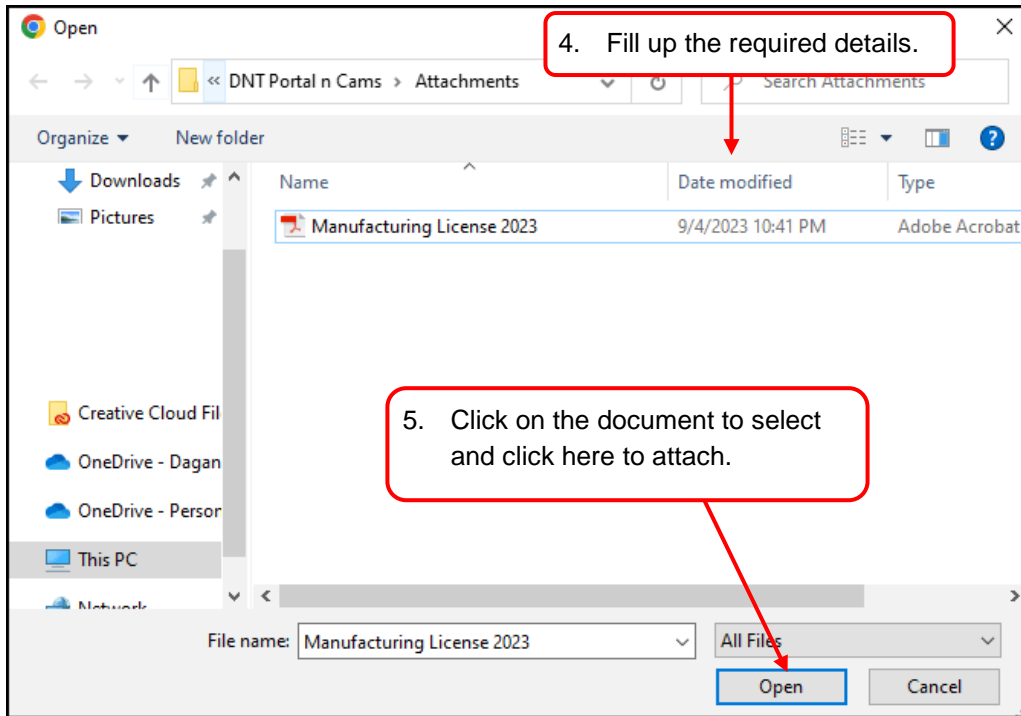 Open
4. Fill up the required details.
« DNT Portal n Cams › Attachments
Search Attachments
Organize
New folder
Downloads
Pictures
Name
Date modified
Type
Manufacturing License 2023
9/4/2023 10:41 PM
Adobe Acrobat
Creative Cloud Fil
OneDrive - Dagan
OneDrive - Person
This PC
Network
5. Click on the document to select
and click here to attach.
File name:
Manufacturing License 2023
All Files
Open
Cancel